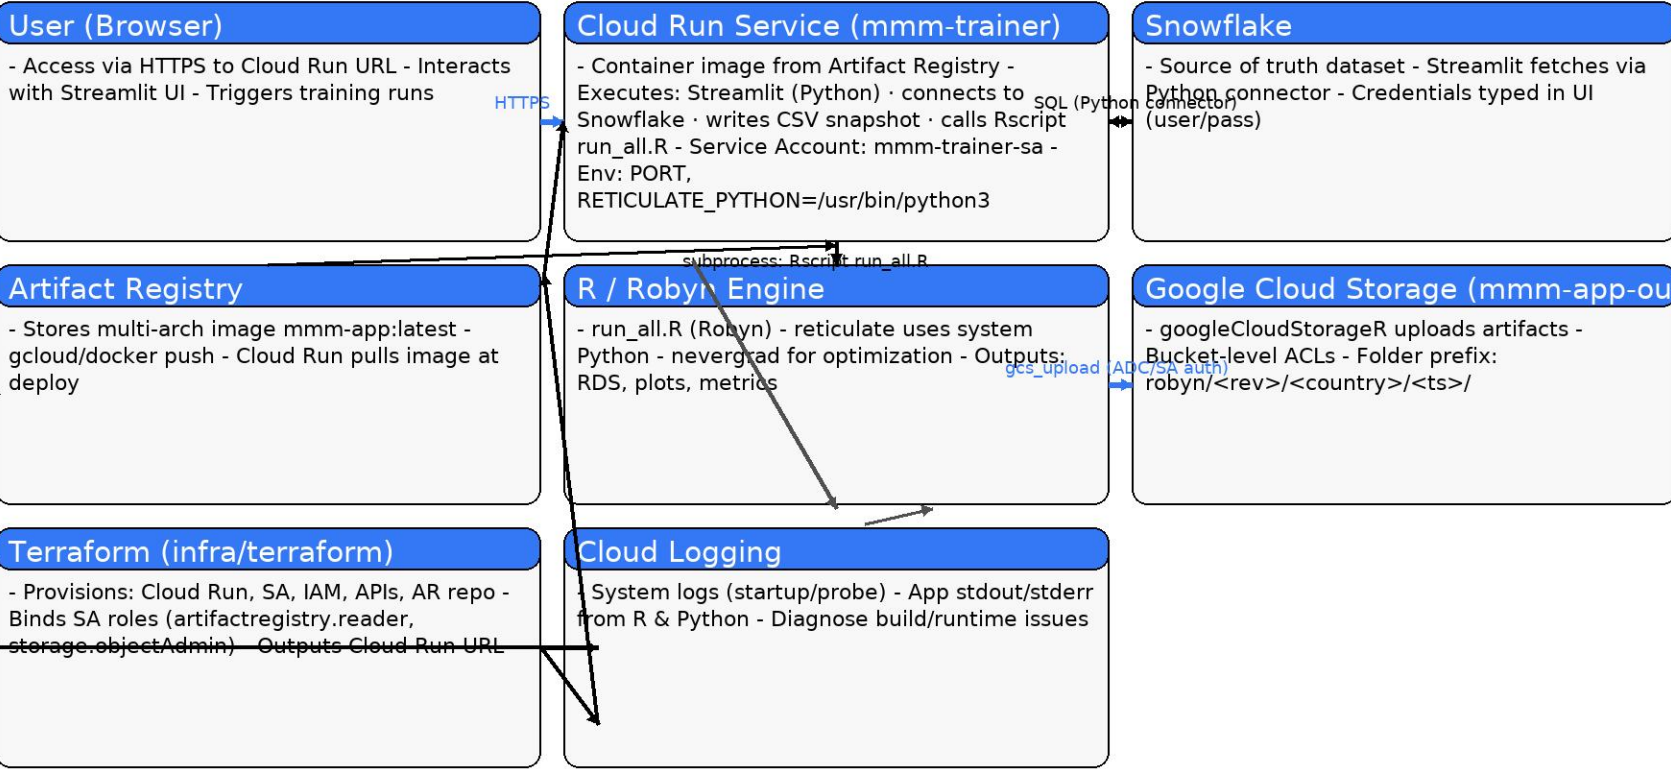 User (Browser)
- Access via HTTPS to Cloud Run URL - Interacts
with Streamlit UI - Triggers training runs
HTTPS
Cloud Run Service (mmm-trainer)
- Container image from Artifact Registry -
Executes: Streamlit (Python) · connects to
Snowflake · writes CSV snapshot · calls Rscript
run_all.R - Service Account: mmm-trainer-sa -
Env: PORT,
RETICULATE_PYTHON=/usr/bin/python3
SQL (Python connector)
Snowflake
- Source of truth dataset - Streamlit fetches via
Python connector - Credentials typed in UI
(user/pass)
subprocess: Rscript run_all.R
Artifact Registry
- Stores multi-arch image mmm-app:latest -
gcloud/docker push - Cloud Run pulls image at
deploy
R / Robyn Engine
- run_all.R (Robyn) - reticulate uses system
Python - nevergrad for optimization - Outputs:
RDS, plots, metrics
gcs_upload (ADC/SA auth)
Google Cloud Storage (mmm-app-ou
- googleCloudStorageR uploads artifacts -
Bucket-level ACLs - Folder prefix:
robyn/<rev>/<country>/<ts>/
Terraform (infra/terraform)
- Provisions: Cloud Run, SA, IAM, APIs, AR repo -
Binds SA roles (artifactregistry.reader,
storage.objectAdmin) - Outputs Cloud Run URL
Cloud Logging
- System logs (startup/probe) - App stdout/stderr
from R & Python - Diagnose build/runtime issues